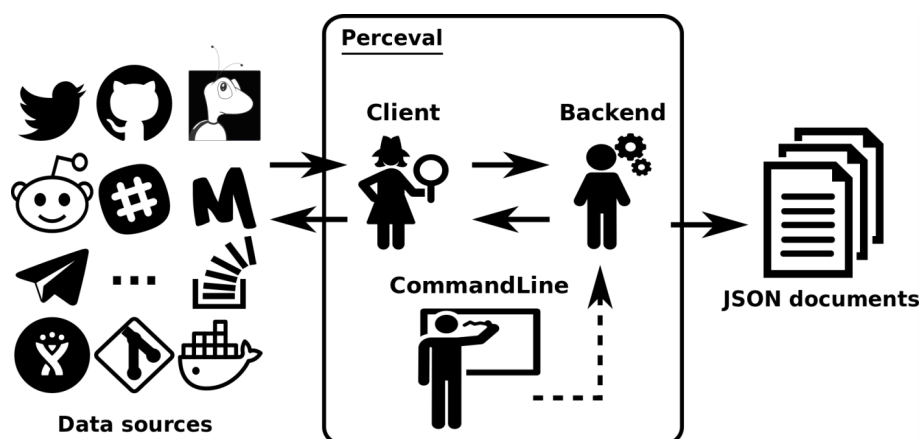 Perceval
Client
Backend
CommandLine
JSON documents
Data sources